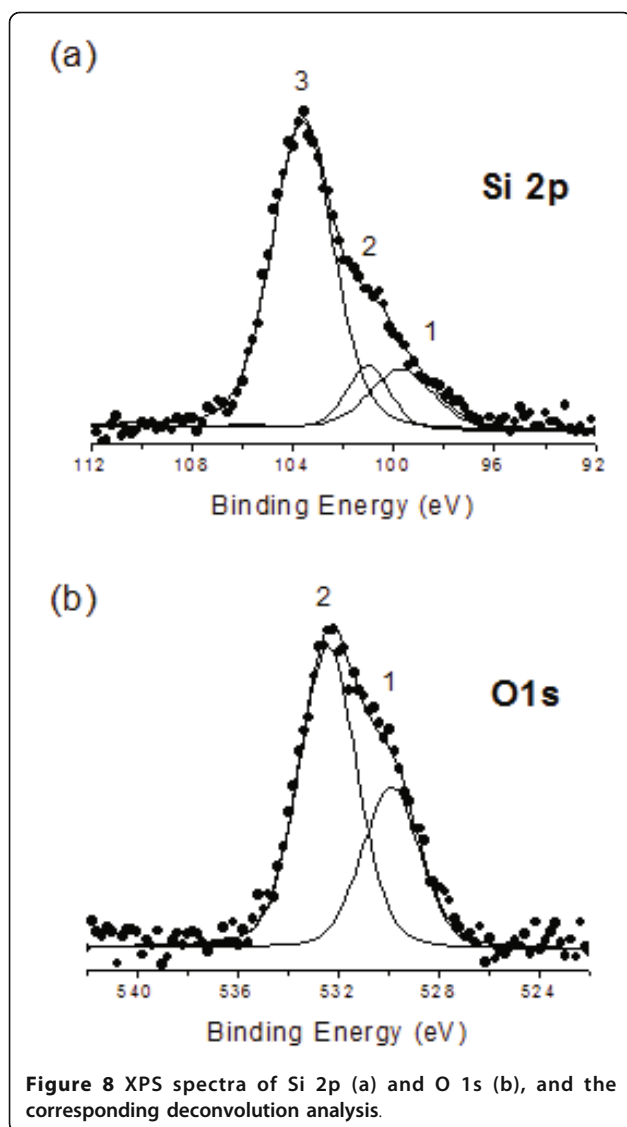 (a)
3
Si 2p
2
1
112 108 104 100 96 92
Binding Energy (eV)
(b)
2
1
O1s
540 536 532 528 524
Binding Energy (eV)
Figure 8 XPS spectra of Si 2p (a) and O 1s (b), and the
corresponding deconvolution analysis.